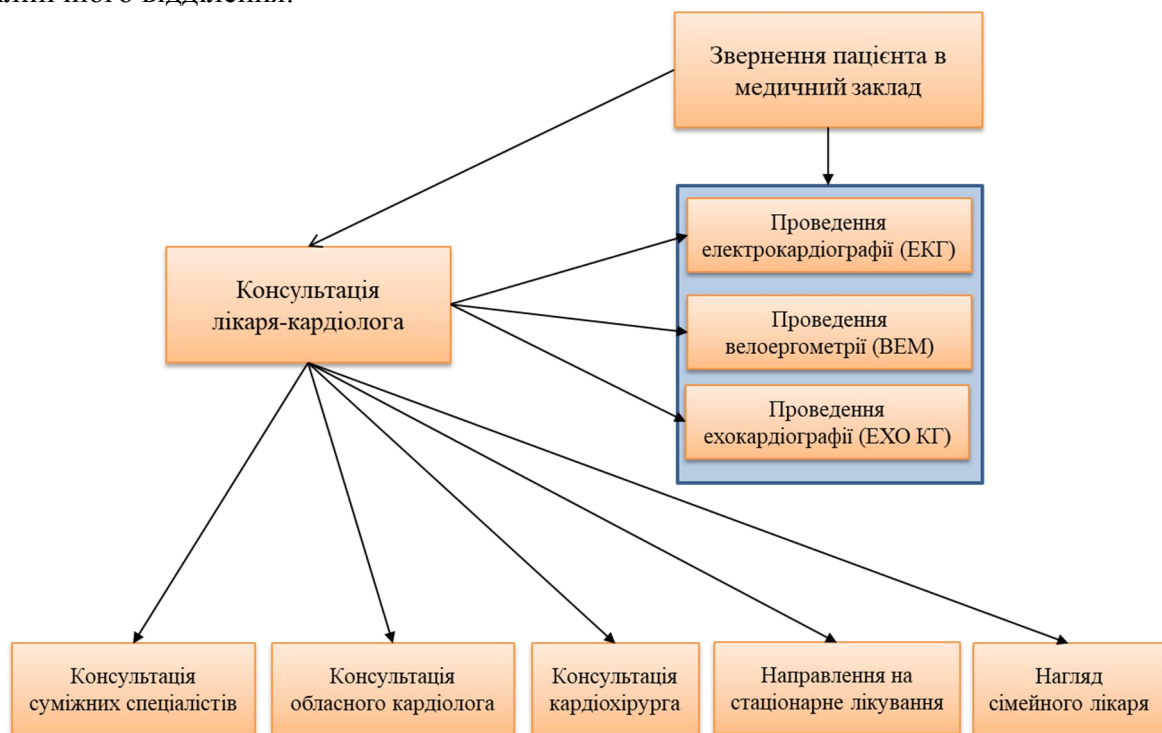 відділення.
Звернення пацієнта в
медичний заклад
Проведення
електрокардіографії (ЕКГ)
Консультація
лікаря-кардіолога
Проведення
велоергометрії (ВЕМ)
Проведення
ехокардіографії (ЕХО КГ)
Консультація
суміжних спеціалістів
Консультація
обласного кардіолога
Консультація
кардіохірурга
Направлення на
стаціонарне лікування
Нагляд
сімейного лікаря